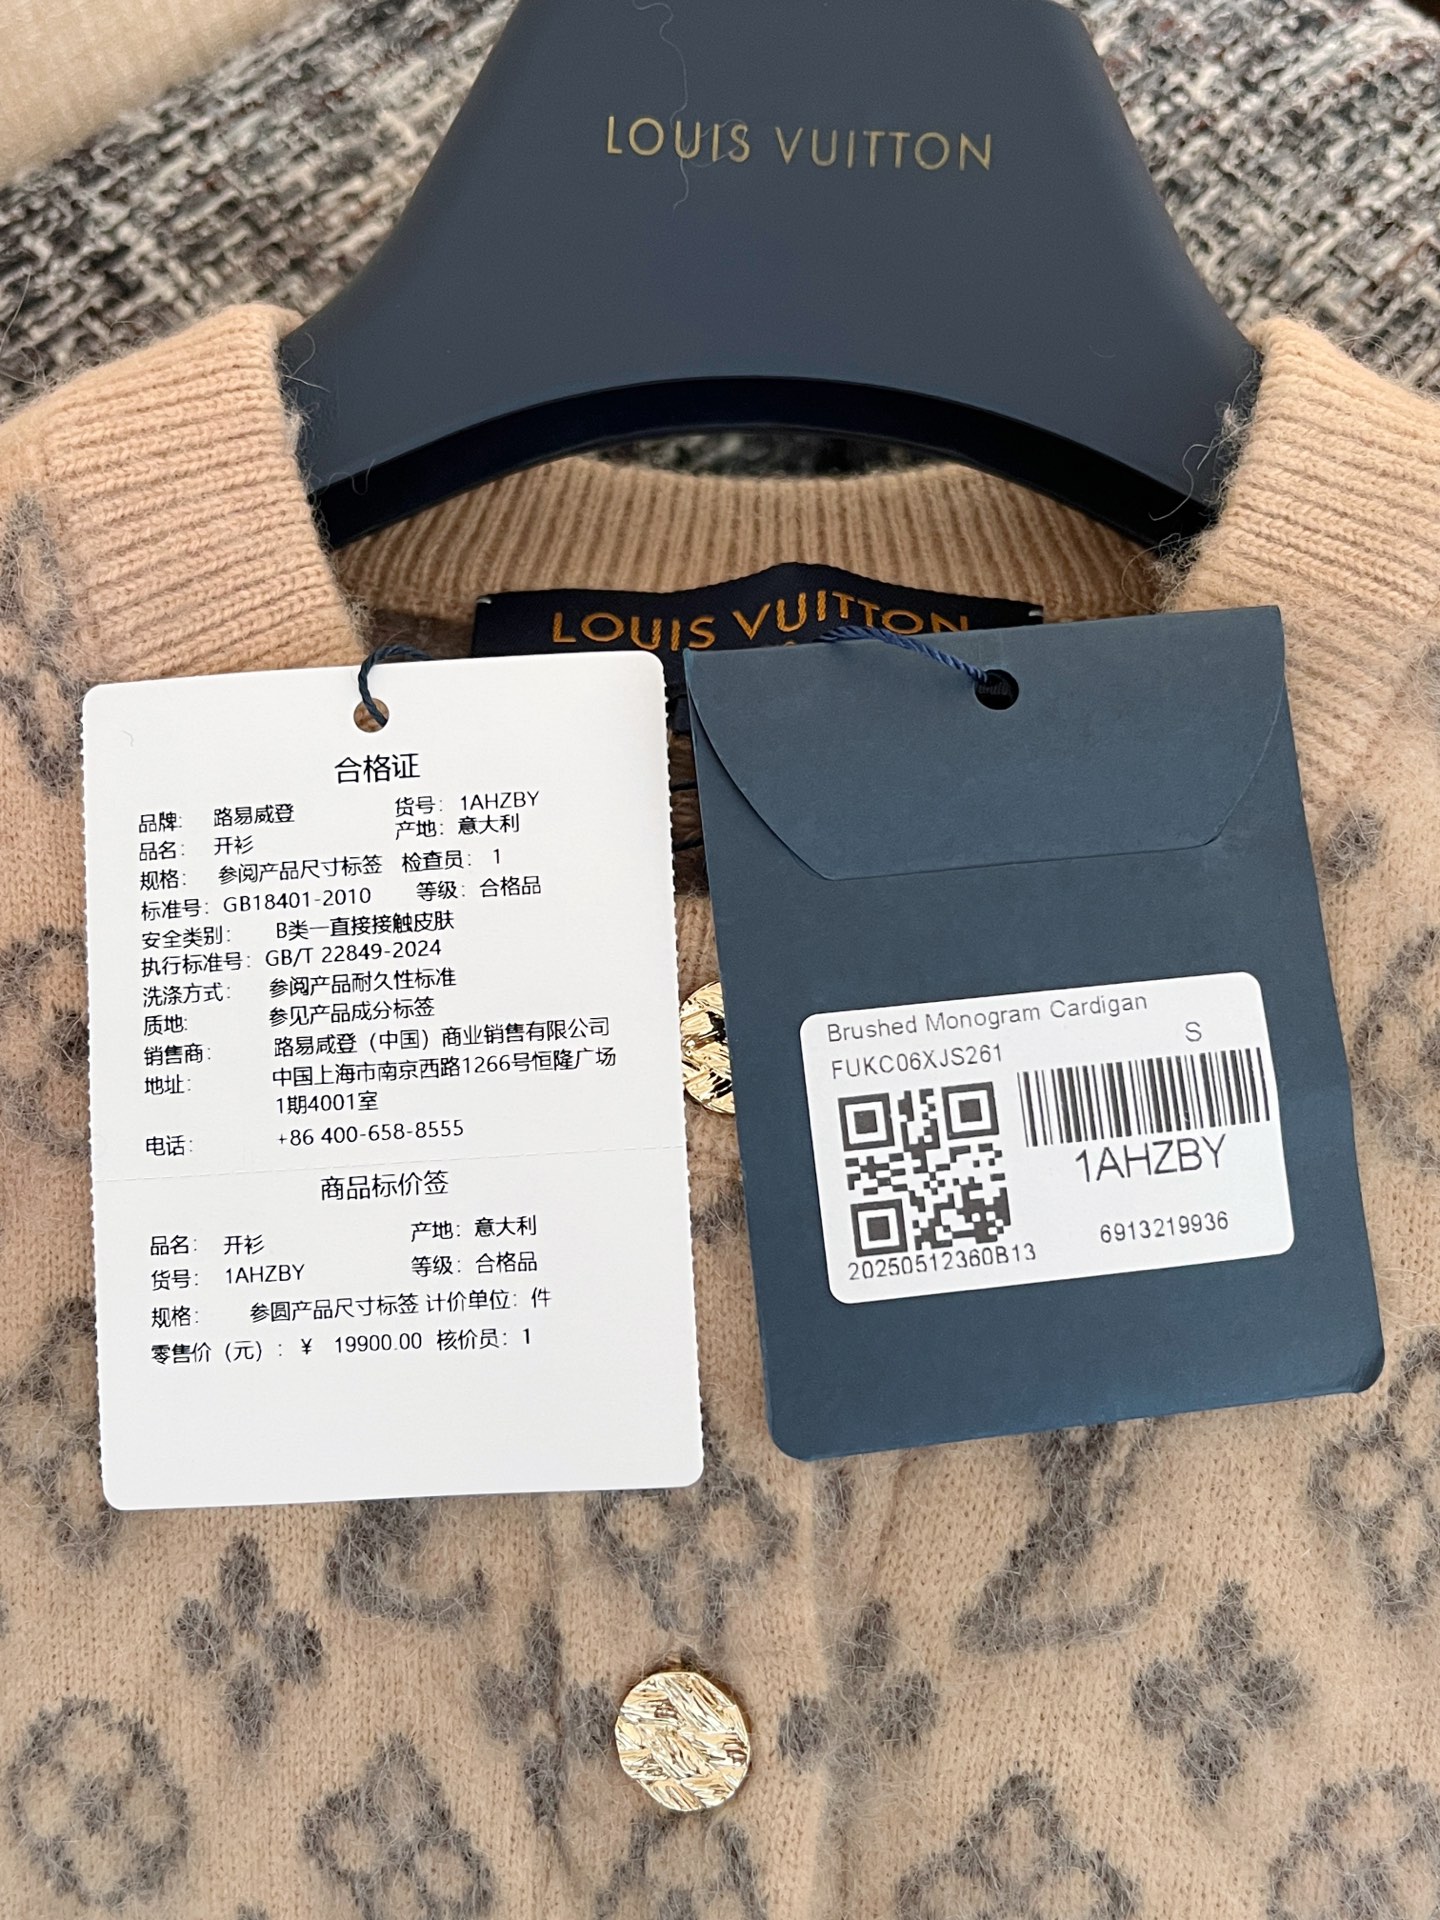 LOUIS VUITTON
LOUIS VUITTON
合格证
品牌: 路易威登 货号: 1AHZBY
品名: 开衫 产地: 意大利
规格: 参阅产品尺寸标签 检查员: 1
标准号: GB18401-2010 等级: 合格品
安全类别: B类一直接接触皮肤
执行标准号: GB/T 22849-2024
洗涤方式: 参阅产品耐久性标准
质地: 参见产品成分标签
销售商: 路易威登（中国）商业销售有限公司
地址: 中国上海市南京西路1266号恒隆广场
1期4001室
电话: +86 400-658-8555
商品标价签
品名: 开衫 产地: 意大利
货号: 1AHZBY 等级: 合格品
规格: 参圆产品尺寸标签 计价单位: 件
零售价（元）: ¥ 19900.00 核价员: 1
Brushed Monogram Cardigan
FUKC06XJS261 S
1AHZBY
20250512360B13 6913219936